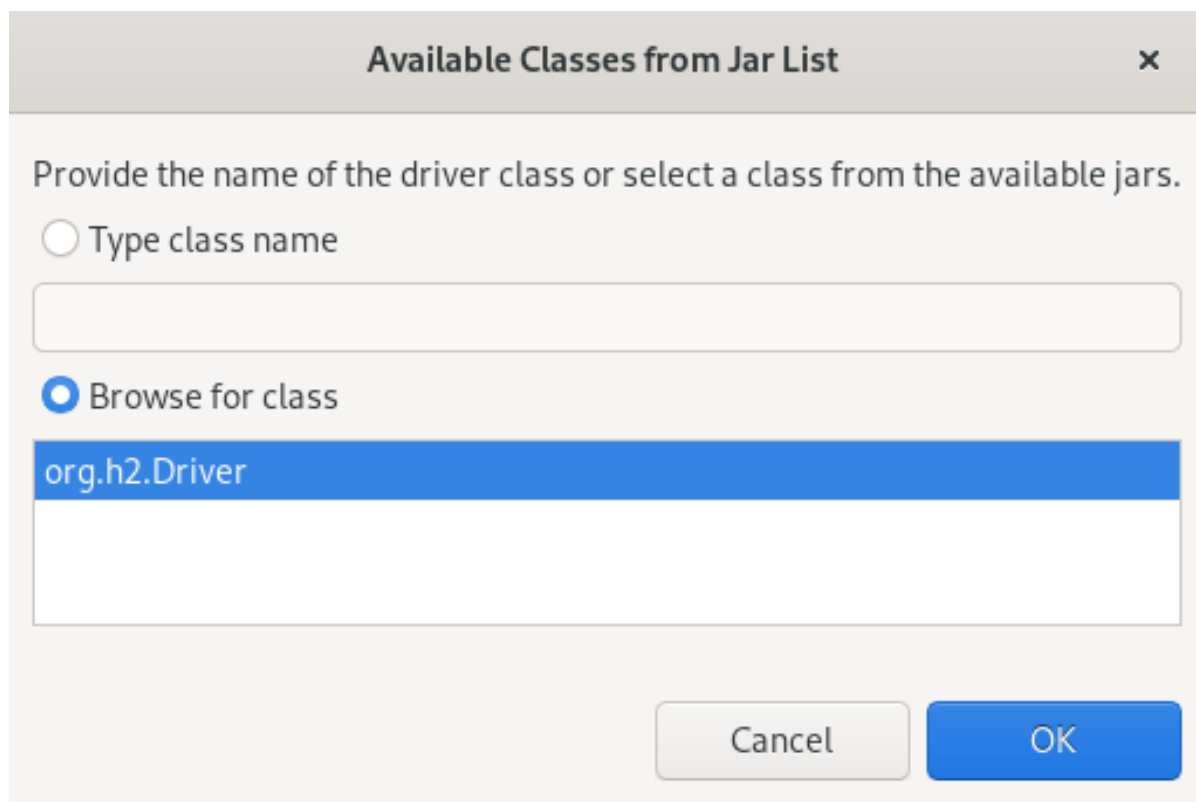 Available Classes from Jar List
Provide the name of the driver class or select a class from the available jars.
Type class name
Browse for class
org.h2.Driver
Cancel
OK